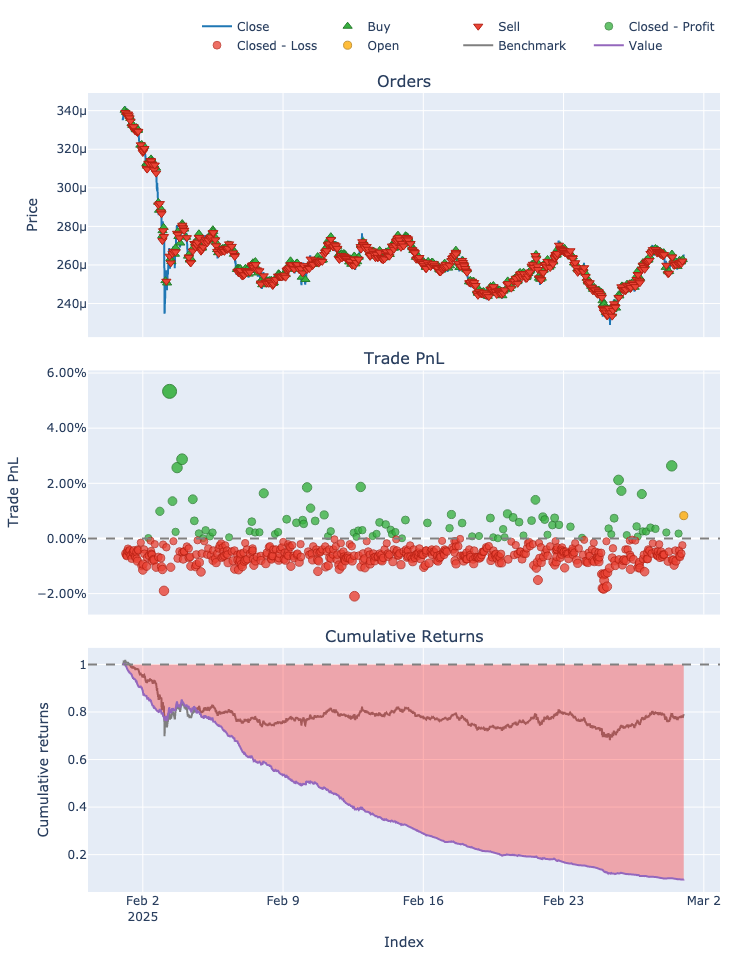 Close Buy Sell Closed - Profit
Closed - Loss Open Benchmark Value
Orders
340μ
320μ
300μ
280μ
260μ
240μ
Price
Trade PnL
6.00%
4.00%
2.00%
0.00%
−2.00%
Trade PnL
Cumulative Returns
1
0.8
0.6
0.4
0.2
Cumulative returns
Feb 2 Feb 9 Feb 16 Feb 23 Mar 2
2025
Index